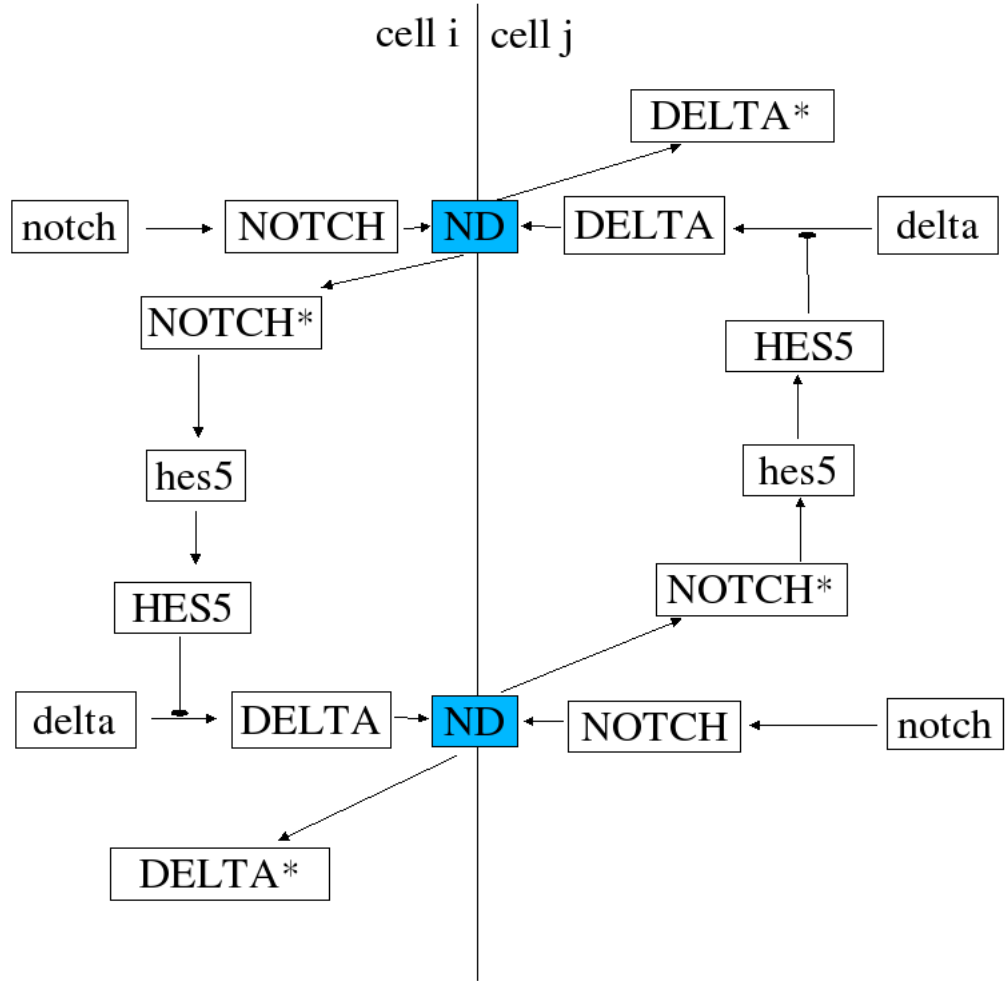 cell i cell j
DELTA*
notch NOTCH ND DELTA delta
NOTCH* HES5
hes5 hes5
HES5 NOTCH*
delta DELTA ND NOTCH notch
DELTA*